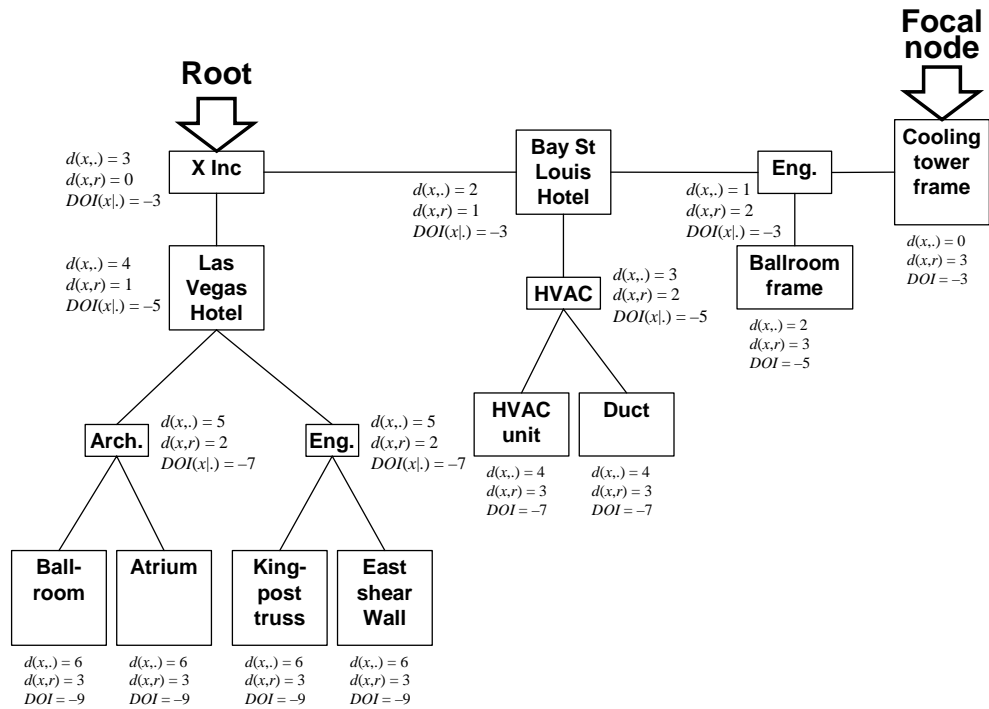 Focal
node
Root
Cooling
tower
frame
Bay St
Louis
Hotel
X Inc
Eng.
d(x,.) = 3
d(x,r) = 0
DOI(x|.) = –3
d(x,.) = 2
d(x,r) = 1
DOI(x|.) = –3
d(x,.) = 1
d(x,r) = 2
DOI(x|.) = –3
d(x,.) = 0
d(x,r) = 3
DOI = –3
Las
Vegas
Hotel
d(x,.) = 4
d(x,r) = 1
DOI(x|.) = –5
HVAC
d(x,.) = 3
d(x,r) = 2
DOI(x|.) = –5
Ballroom
frame
d(x,.) = 2
d(x,r) = 3
DOI = –5
Arch.
d(x,.) = 5
d(x,r) = 2
DOI(x|.) = –7
Eng.
d(x,.) = 5
d(x,r) = 2
DOI(x|.) = –7
HVAC
unit
d(x,.) = 4
d(x,r) = 3
DOI = –7
Duct
d(x,.) = 4
d(x,r) = 3
DOI = –7
Ball-
room
d(x,.) = 6
d(x,r) = 3
DOI = –9
Atrium
d(x,.) = 6
d(x,r) = 3
DOI = –9
King-
post
truss
d(x,.) = 6
d(x,r) = 3
DOI = –9
East
shear
Wall
d(x,.) = 6
d(x,r) = 3
DOI = –9